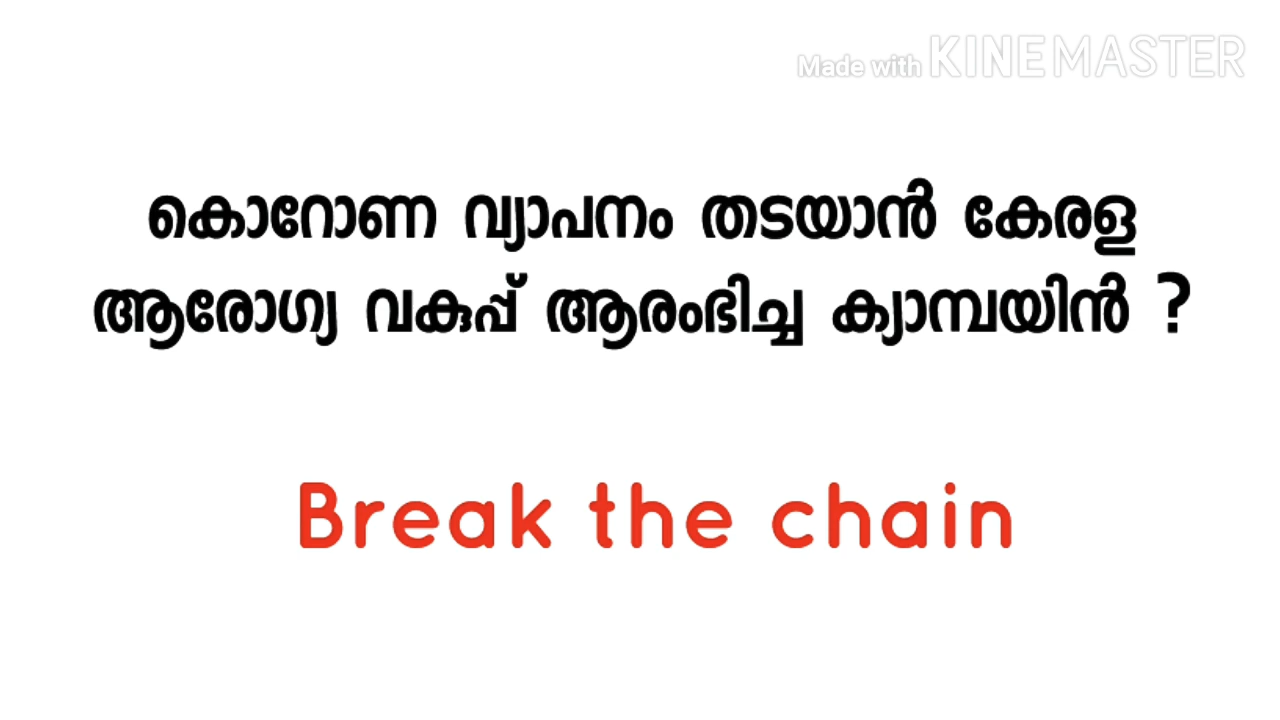 Made with KINEMASTER
കൊറോണ വ്യാപനം തടയാൻ കേരള
ആരോഗ്യ വകുപ്പ് ആരംഭിച്ച ക്യാമ്പയിൻ ?
Break the chain